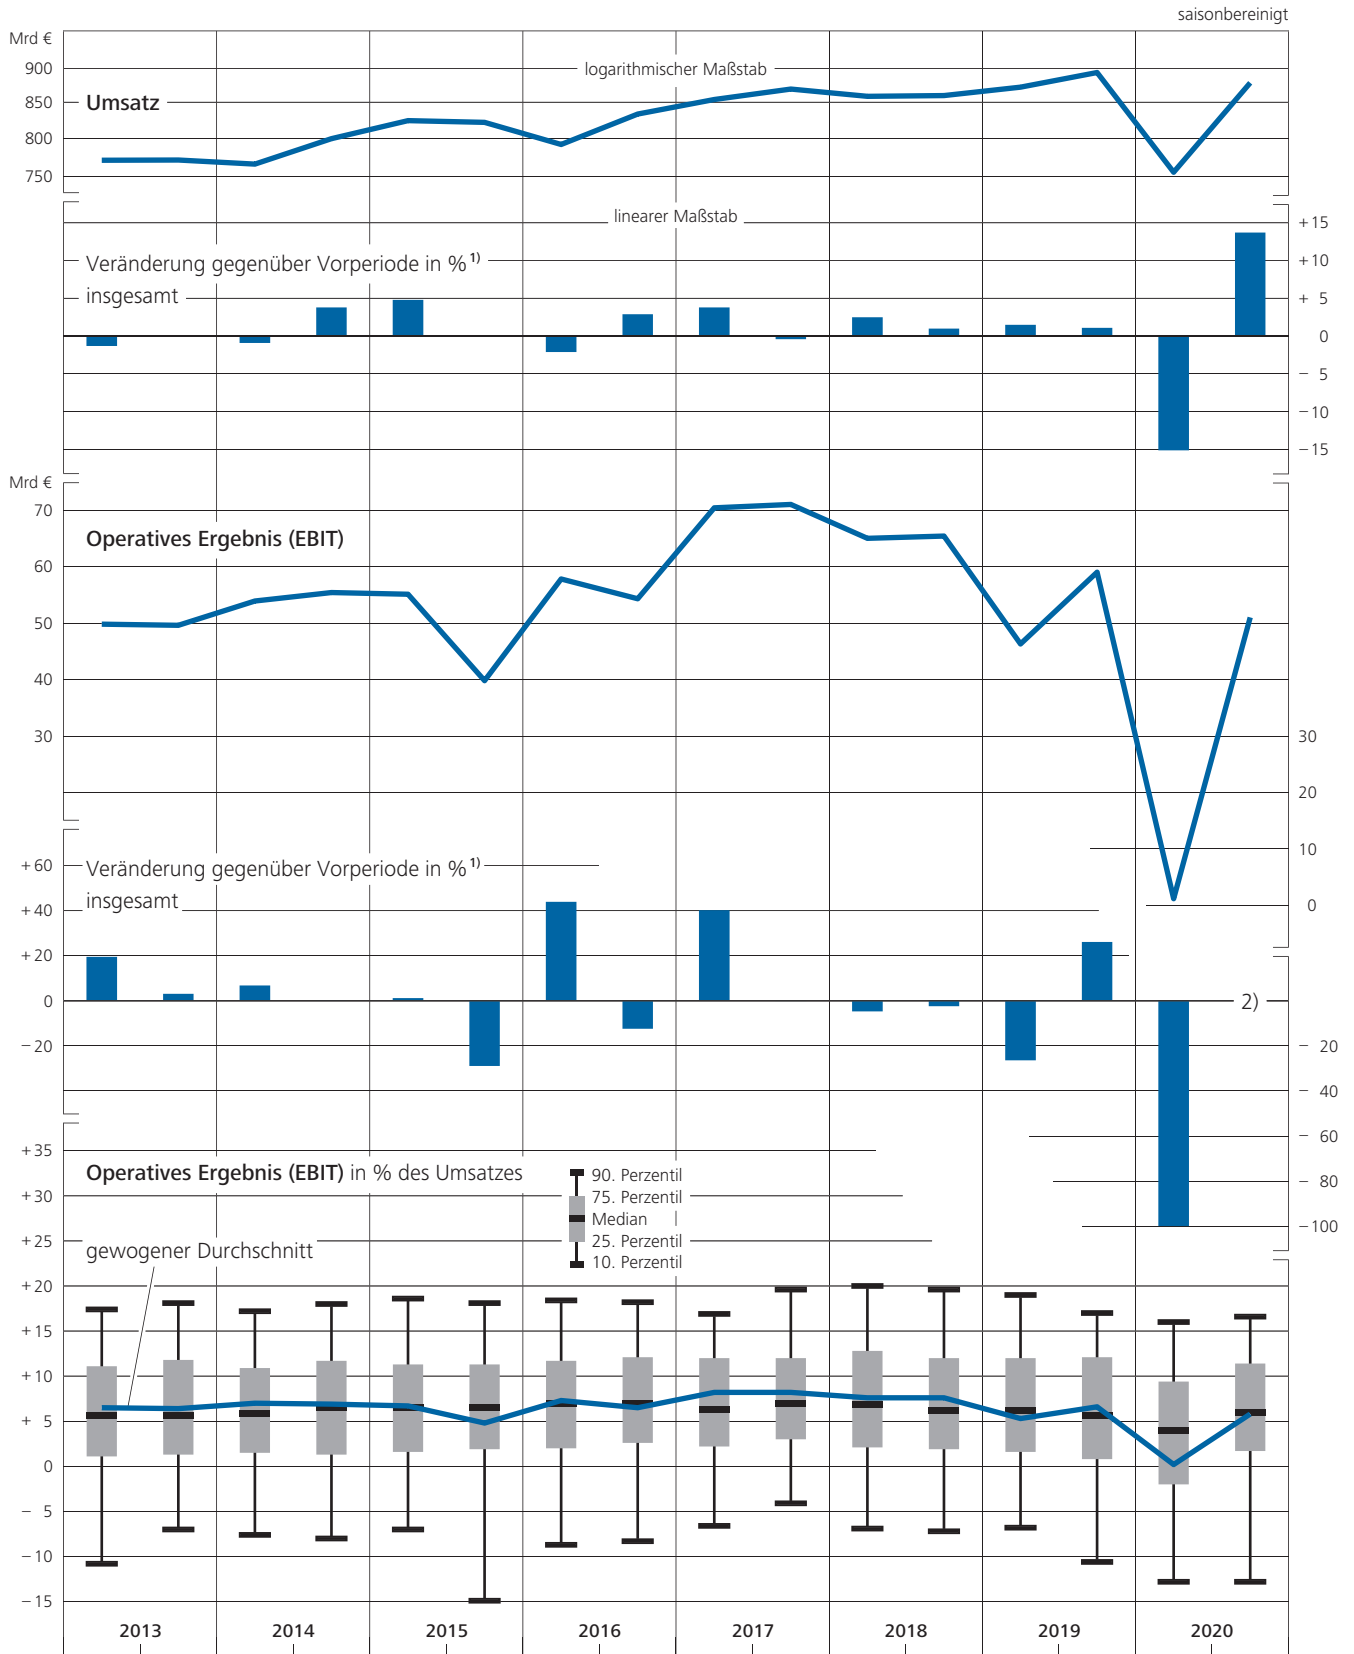 saisonbereinigt
Mrd €
900
850
800
750
logarithmischer Maßstab
Umsatz
linearer Maßstab
Veränderung gegenüber Vorperiode in % 1)
insgesamt
+ 15
+ 10
+ 5
0
− 5
− 10
− 15
Mrd €
70
60
50
40
30
Operatives Ergebnis (EBIT)
30
20
10
0
+ 60
+ 40
+ 20
0
− 20
Veränderung gegenüber Vorperiode in % 1)
insgesamt
2)
− 20
− 40
− 60
− 80
− 100
+ 35
+ 30
+ 25
+ 20
+ 15
+ 10
+ 5
0
− 5
− 10
− 15
Operatives Ergebnis (EBIT) in % des Umsatzes
90. Perzentil
75. Perzentil
Median
25. Perzentil
10. Perzentil
gewogener Durchschnitt
2013 2014 2015 2016 2017 2018 2019 2020